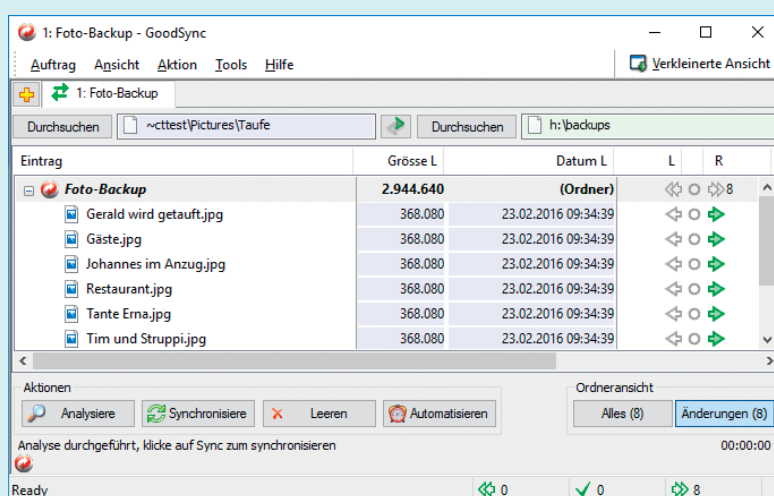 1: Foto-Backup - GoodSync
Auftrag Ansicht Aktion Tools Hilfe Verkleinerte Ansicht
1: Foto-Backup
Durchsuchen ~cttest\Pictures\Taufe Durchsuchen h:\backups
Eintrag Grösse L Datum L L R
Foto-Backup 2.944.640 (Ordner) 8
Gerald wird getauft.jpg 368.080 23.02.2016 09:34:39
Gäste.jpg 368.080 23.02.2016 09:34:39
Johannes im Anzug.jpg 368.080 23.02.2016 09:34:39
Restaurant.jpg 368.080 23.02.2016 09:34:39
Tante Erna.jpg 368.080 23.02.2016 09:34:39
Tim und Struppi.jpg 368.080 23.02.2016 09:34:39
Aktionen Ordneransicht
Analysiere Synchronisiere Leeren Automatisieren Alles (8) Änderungen (8)
Analyse durchgeführt, klicke auf Sync zum synchronisieren 00:00:00
Ready 0 0 8